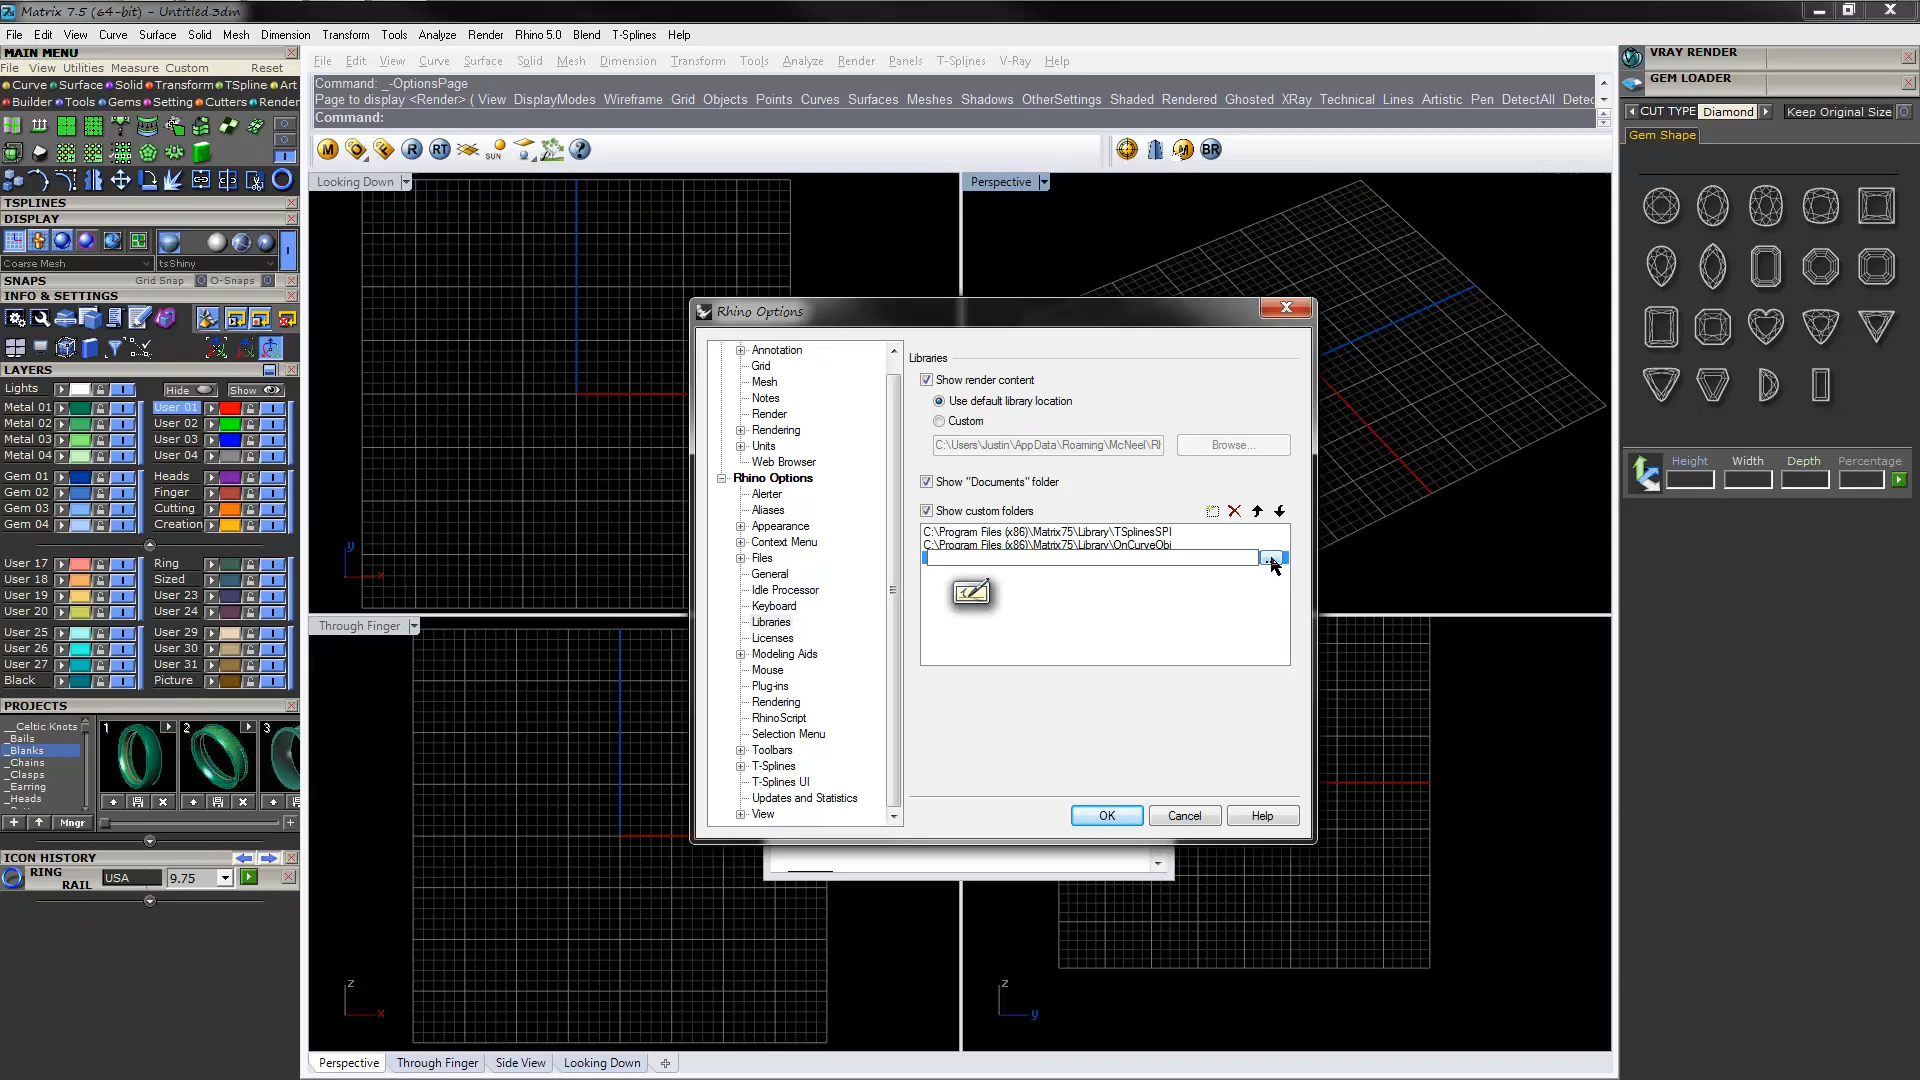 Matrix 7.5 (64-bit) - Untitled.3dm
File Edit View Curve Surface Solid Mesh Dimension Transform Tools Analyze Render Rhino 5.0 Blend T-Splines Help
MAIN MENU
File View Utilities Measure Custom Reset
Curve Surface Solid Transform TSpline Art
Builder Tools Gems Setting Cutters Render
TSPLINES
DISPLAY
Coarse Mesh tsShiny
SNAPS Grid Snap O-Snaps
INFO & SETTINGS
LAYERS
Lights Hide Show
Metal 01 User 01
Metal 02 User 02
Metal 03 User 03
Metal 04 User 04
Gem 01 Heads
Gem 02 Finger
Gem 03 Cutting
Gem 04 Creation
User 17 Ring
User 18 Sized
User 19 User 23
User 20 User 24
User 25 User 29
User 26 User 30
User 27 User 31
Black Picture
PROJECTS
__Celtic Knots
_Bails
_Blanks
_Chains
_Clasps
_Earring
_Heads
1 2 3
Mngr
ICON HISTORY
RING RAIL USA 9.75
File Edit View Curve Surface Solid Mesh Dimension Transform Tools Analyze Render Panels T-Splines V-Ray Help
Command: _-OptionsPage
Page to display <Render> ( View DisplayModes Wireframe Grid Objects Points Curves Surfaces Meshes Shadows OtherSettings Shaded Rendered Ghosted XRay Technical Lines Artistic Pen DetectAll Detec
Command:
M O F R RT SUN ? M BR
Looking Down
Perspective
Through Finger
y x
z x
z y
Rhino Options
Annotation
Grid
Mesh
Notes
Render
Rendering
Units
Web Browser
Rhino Options
Alerter
Aliases
Appearance
Context Menu
Files
General
Idle Processor
Keyboard
Libraries
Licenses
Modeling Aids
Mouse
Plug-ins
Rendering
RhinoScript
Selection Menu
Toolbars
T-Splines
T-Splines UI
Updates and Statistics
View
Libraries
Show render content
Use default library location
Custom
C:\Users\Justin\AppData\Roaming\McNeel\Rl
Browse...
Show "Documents" folder
Show custom folders
C:\Program Files (x86)\Matrix75\Library\TSplinesSPI
C:\Program Files (x86)\Matrix75\Library\OnCurveObj
OK Cancel Help
Perspective Through Finger Side View Looking Down
VRAY RENDER
GEM LOADER
CUT TYPE Diamond Keep Original Size
Gem Shape
Height Width Depth Percentage